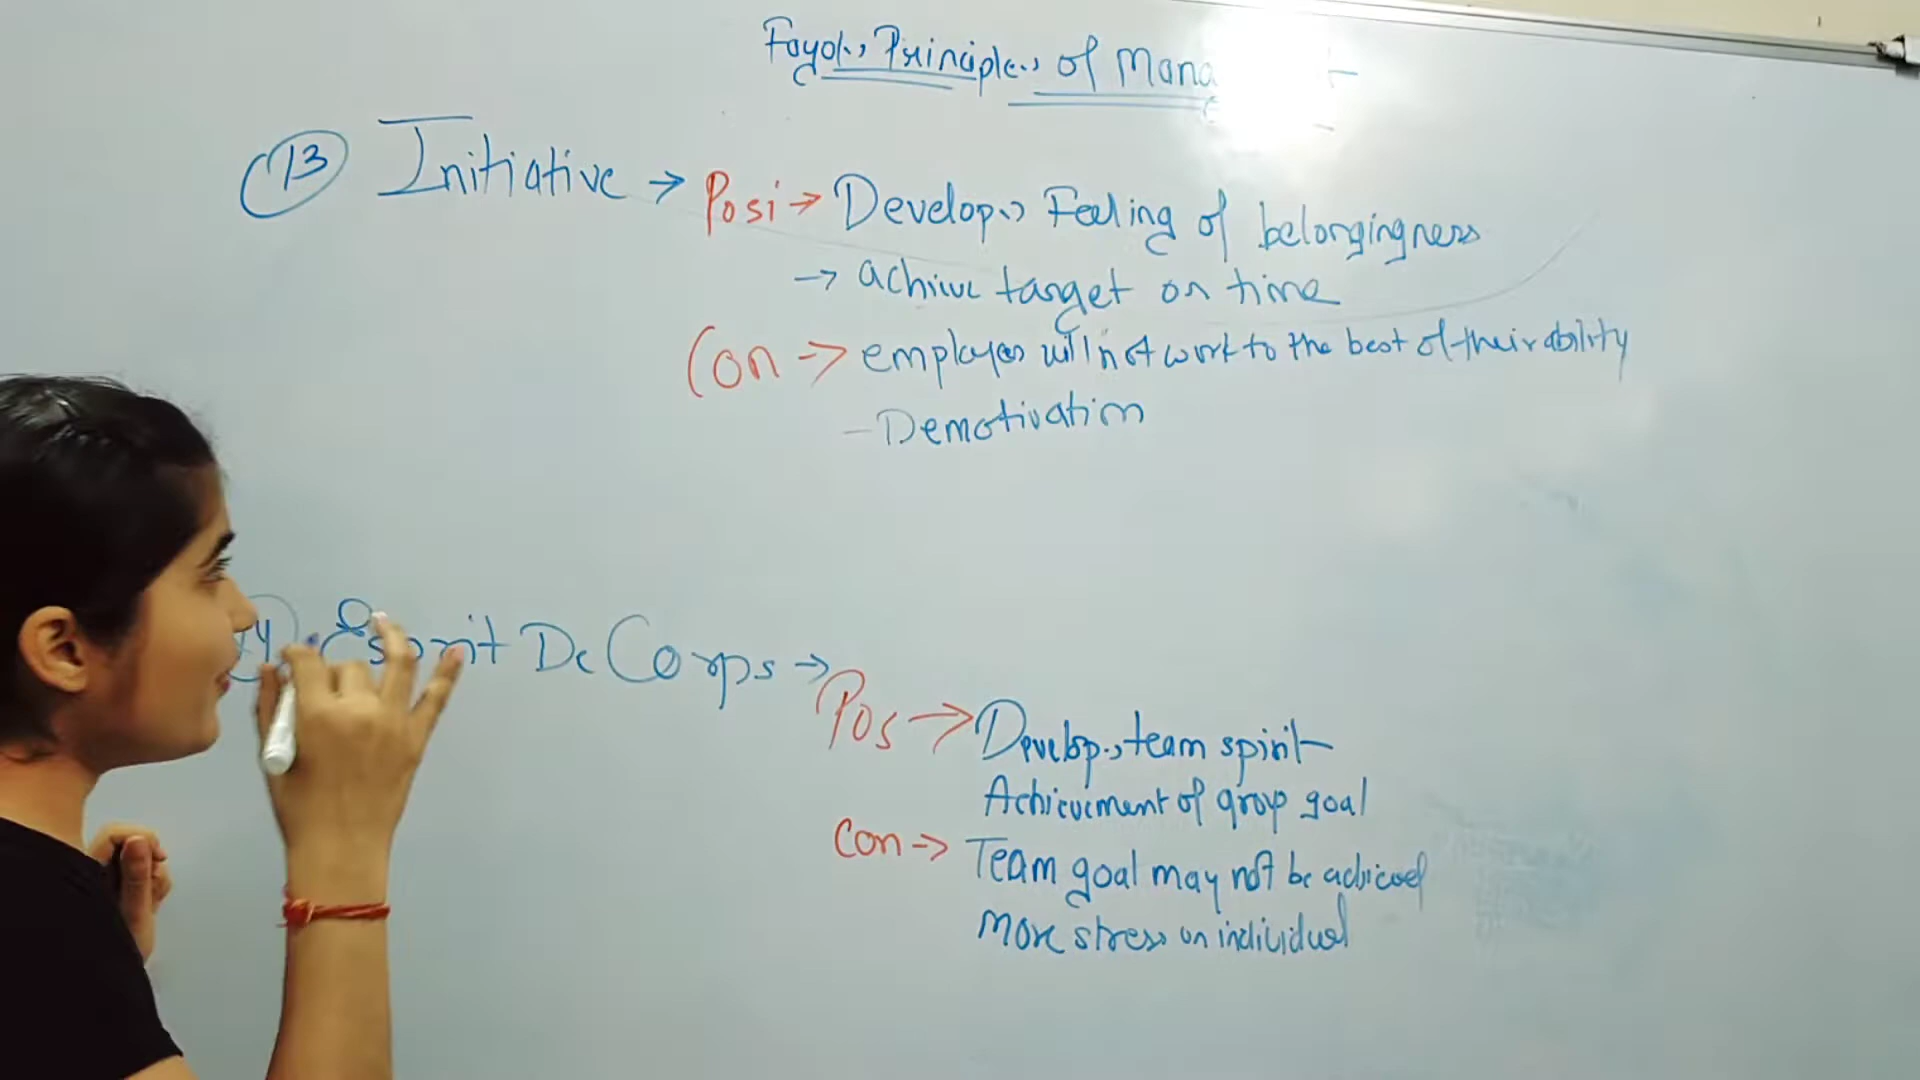 Fayol's Principles of Mana
13 Initiative → Posi → Develops Feeling of belongingness
→ achieve target on time
Con → employees will not work to the best of their ability
- Demotivation
14 Esprit De Corps →
Pos → Develops team spirit
Achievement of group goal
Con → Team goal may not be achieved
More stress on individual